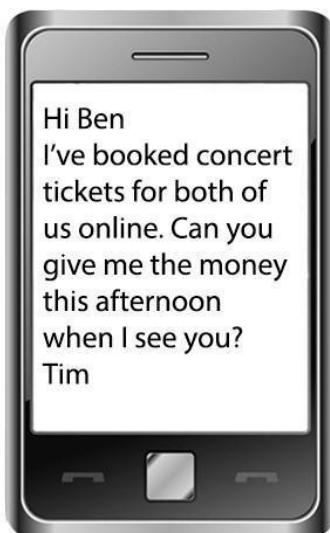 Hi Ben
I've booked concert
tickets for both of
us online. Can you
give me the money
this afternoon
when I see you?
Tim